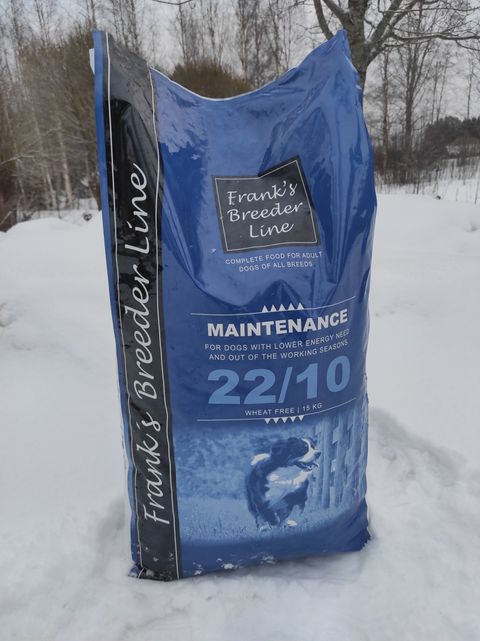 Frank's Breeder Line
Frank's
Breeder
Line
COMPLETE FOOD FOR ADULT
DOGS OF ALL BREEDS
MAINTENANCE
FOR DOGS WITH LOWER ENERGY NEED
AND OUT OF THE WORKING SEASONS
22/10
WHEAT FREE | 15 KG